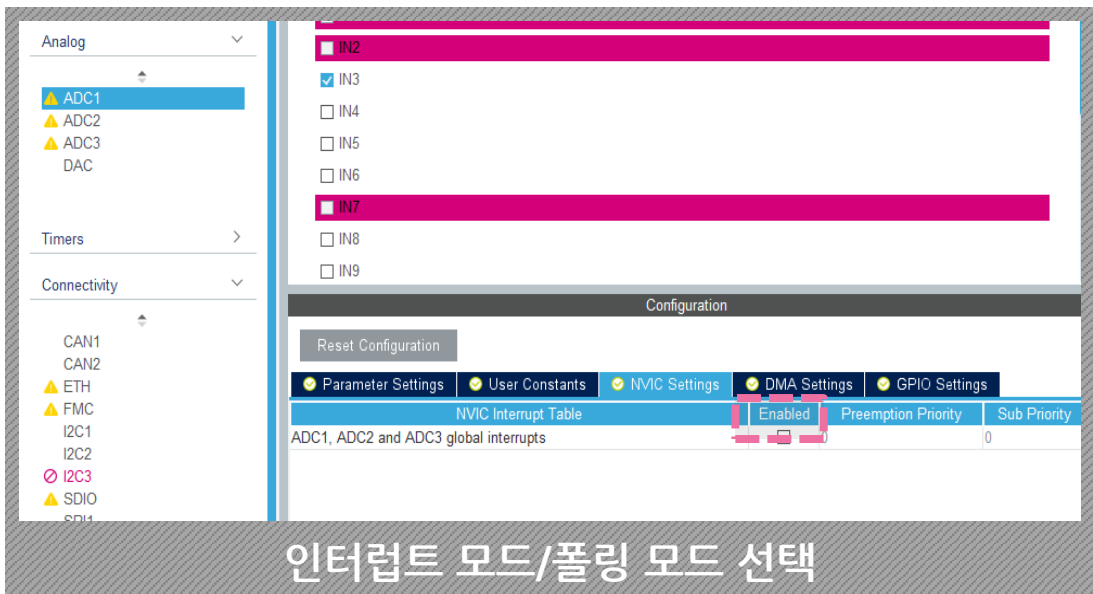 Analog
ADC1
ADC2
ADC3
DAC
Timers
Connectivity
CAN1
CAN2
ETH
FMC
I2C1
I2C2
I2C3
SDIO
SPI1
IN2
IN3
IN4
IN5
IN6
IN7
IN8
IN9
Configuration
Reset Configuration
Parameter Settings User Constants NVIC Settings DMA Settings GPIO Settings
NVIC Interrupt Table Enabled Preemption Priority Sub Priority
ADC1, ADC2 and ADC3 global interrupts 0 0
인터럽트 모드/폴링 모드 선택